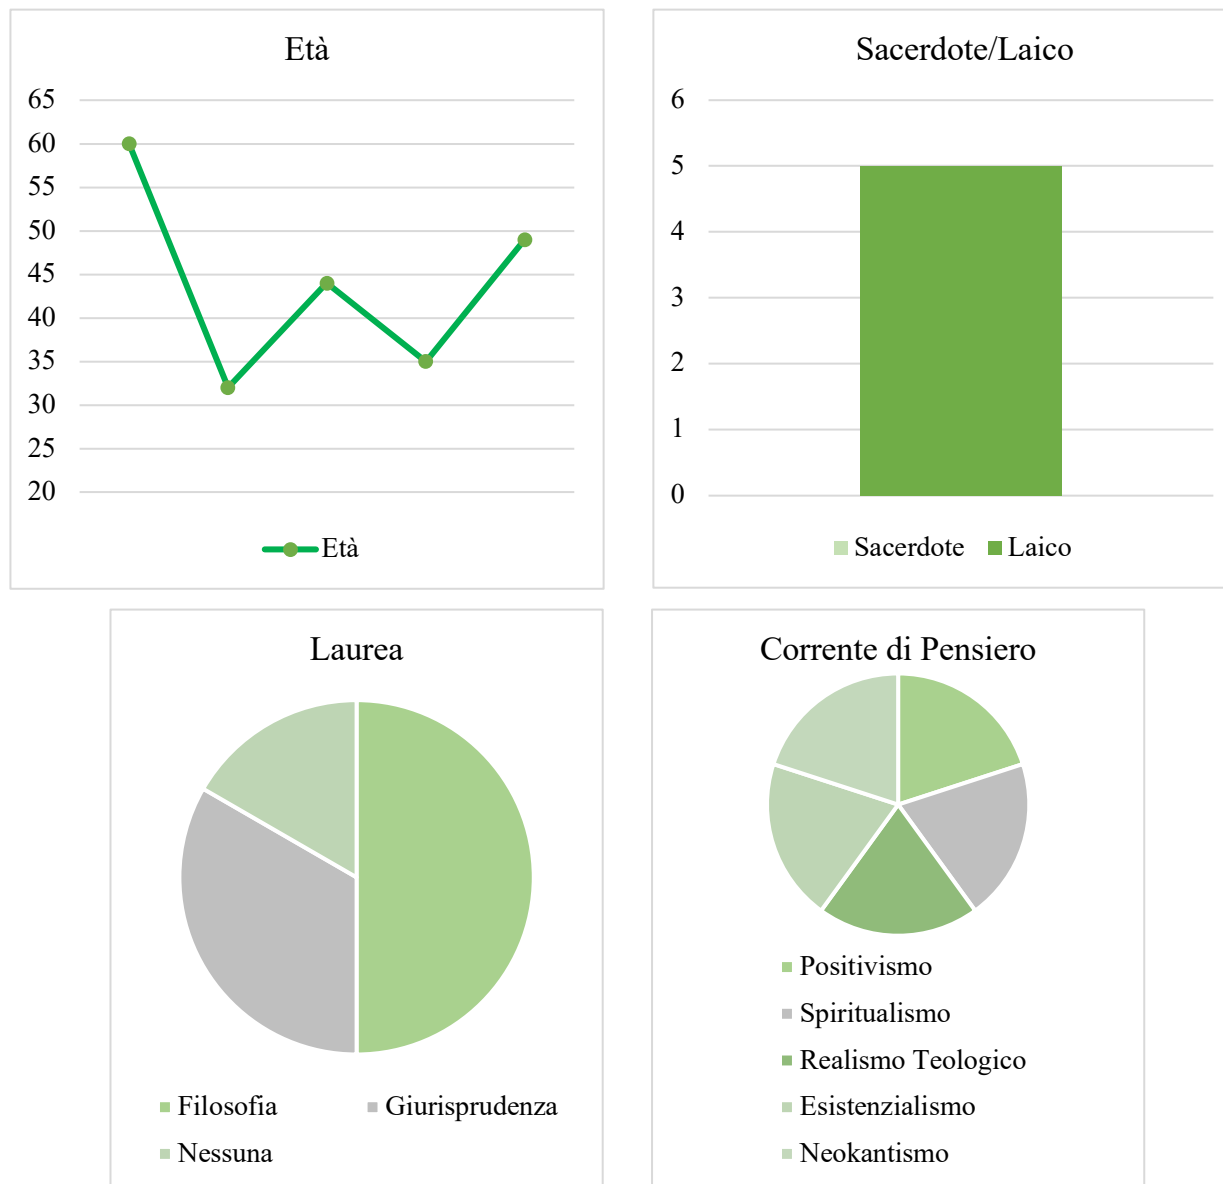 Età
65
60
55
50
45
40
35
30
25
20
Età
Sacerdote/Laico
6
5
4
3
2
1
0
Sacerdote Laico
Laurea
Filosofia Giurisprudenza
Nessuna
Corrente di Pensiero
Positivismo
Spiritualismo
Realismo Teologico
Esistenzialismo
Neokantismo